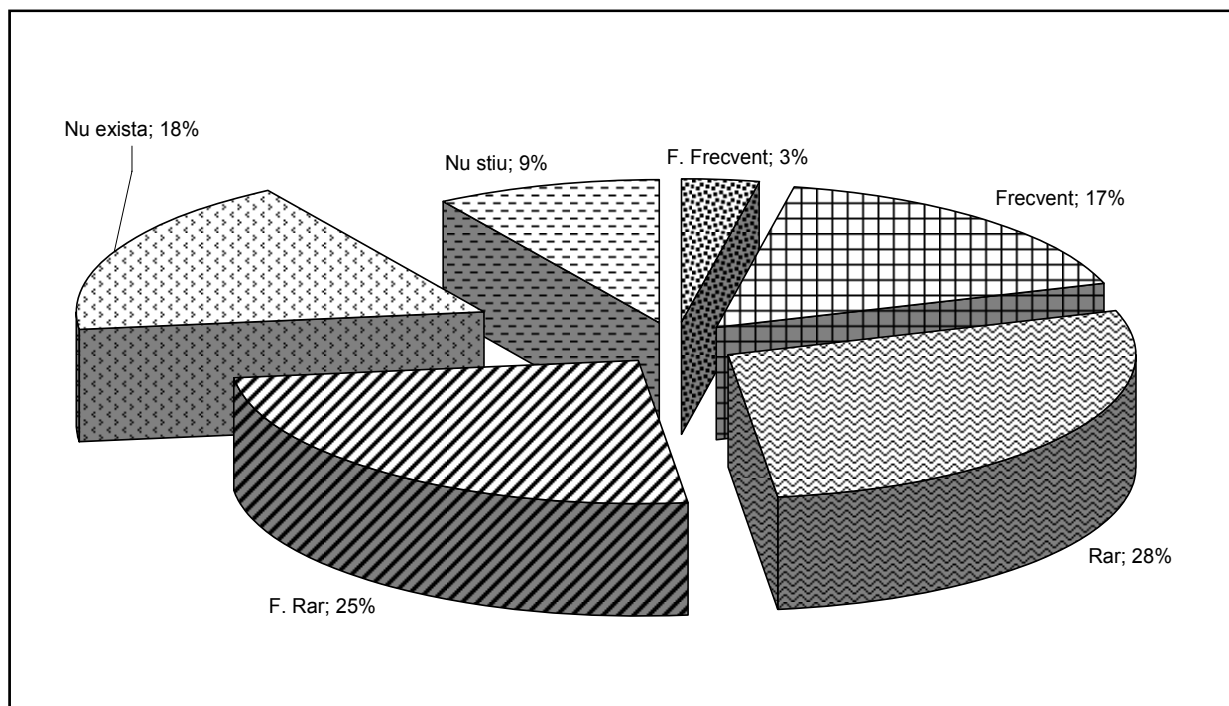 Nu exista; 18%
Nu stiu; 9%
F. Frecvent; 3%
Frecvent; 17%
Rar; 28%
F. Rar; 25%